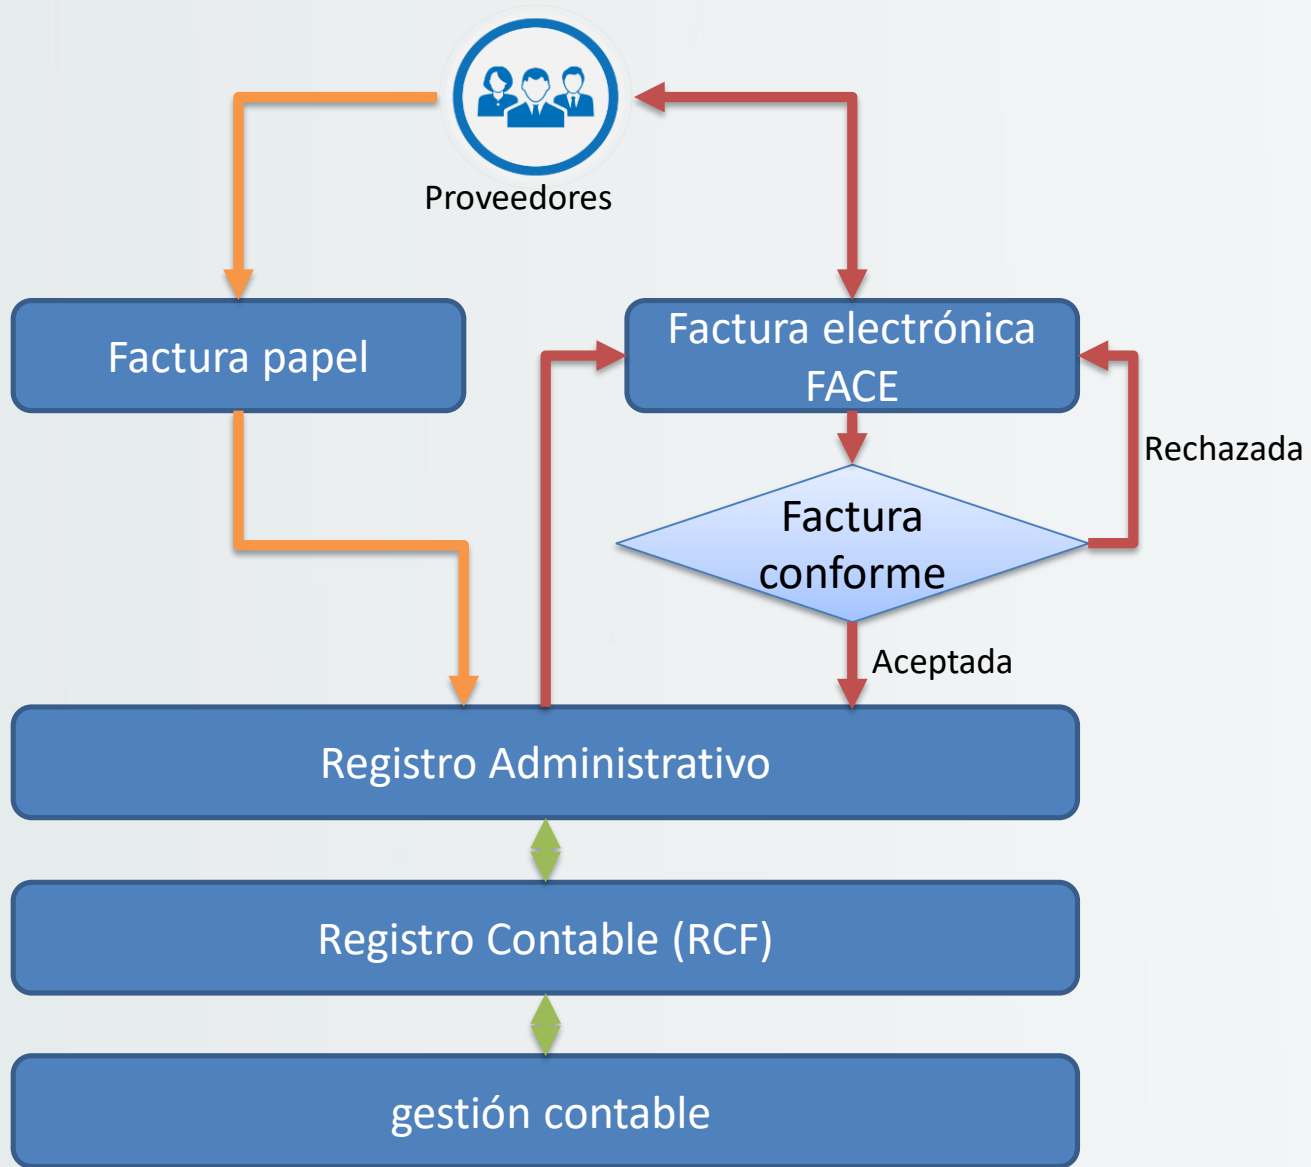 Proveedores
Factura papel
Factura electrónica
FACE
Rechazada
Factura
conforme
Aceptada
Registro Administrativo
Registro Contable (RCF)
gestión contable